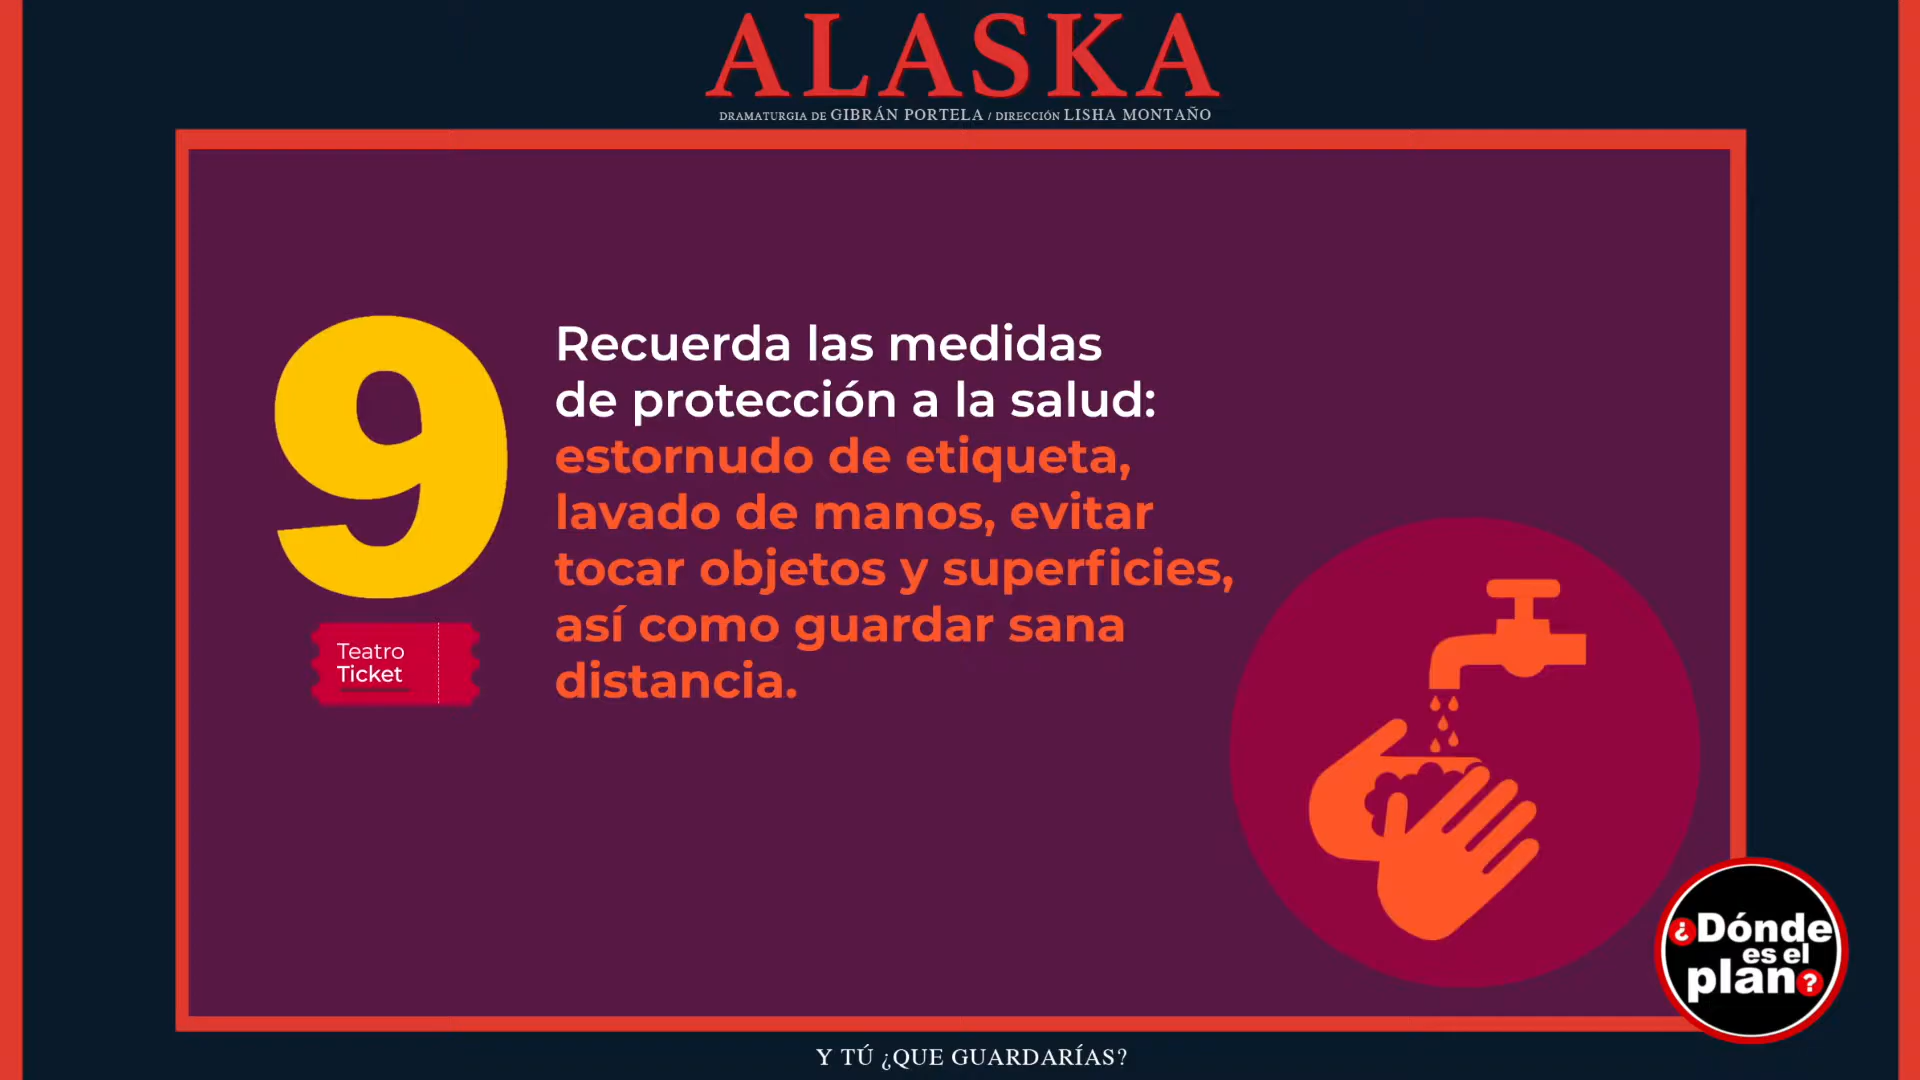 ALASKA
DRAMATURGIA DE GIBRÁN PORTELA / DIRECCIÓN LISHA MONTAÑO
9
Recuerda las medidas
de protección a la salud:
estornudo de etiqueta,
lavado de manos, evitar
tocar objetos y superficies,
así como guardar sana
distancia.
Teatro
Ticket
¿Dónde
es el
plan?
Y TÚ ¿QUE GUARDARÍAS?